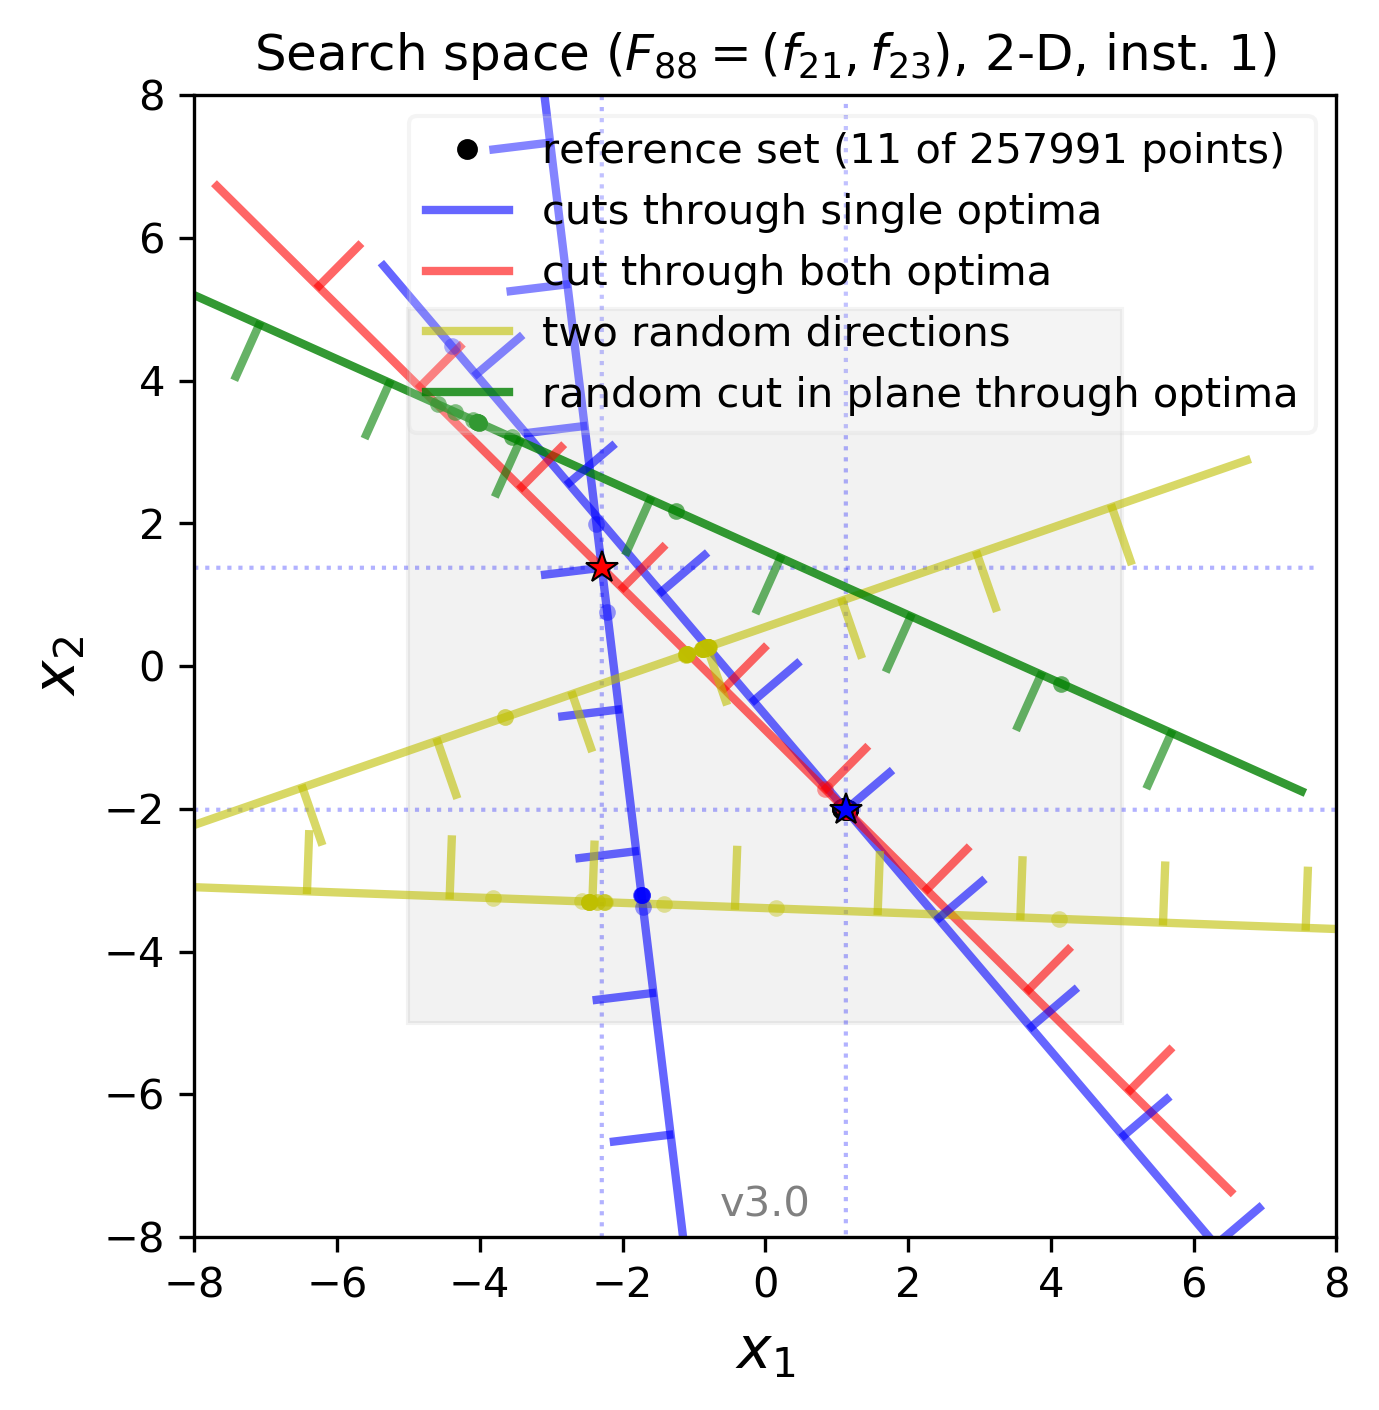 Search space (F₈₈ = (f₂₁, f₂₃), 2-D, inst. 1)
reference set (11 of 257991 points)
cuts through single optima
cut through both optima
two random directions
random cut in plane through optima
8
6
4
2
0
−2
−4
−6
−8
x₂
v3.0
−8 −6 −4 −2 0 2 4 6 8
x₁